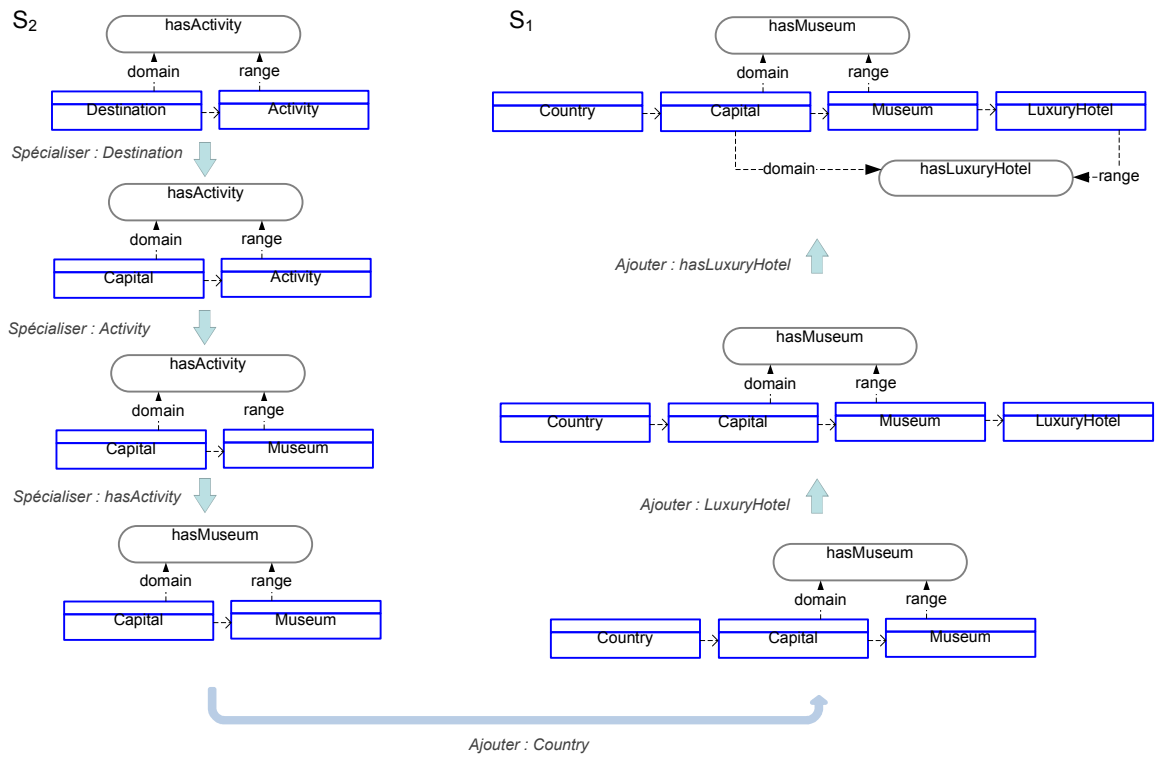 S2
hasActivity
domain range
Destination Activity
Spécialiser : Destination
hasActivity
domain range
Capital Activity
Spécialiser : Activity
hasActivity
domain range
Capital Museum
Spécialiser : hasActivity
hasMuseum
domain range
Capital Museum
Ajouter : Country
S1
hasMuseum
domain range
Country Capital Museum LuxuryHotel
domain hasLuxuryHotel range
Ajouter : hasLuxuryHotel
hasMuseum
domain range
Country Capital Museum LuxuryHotel
Ajouter : LuxuryHotel
hasMuseum
domain range
Country Capital Museum